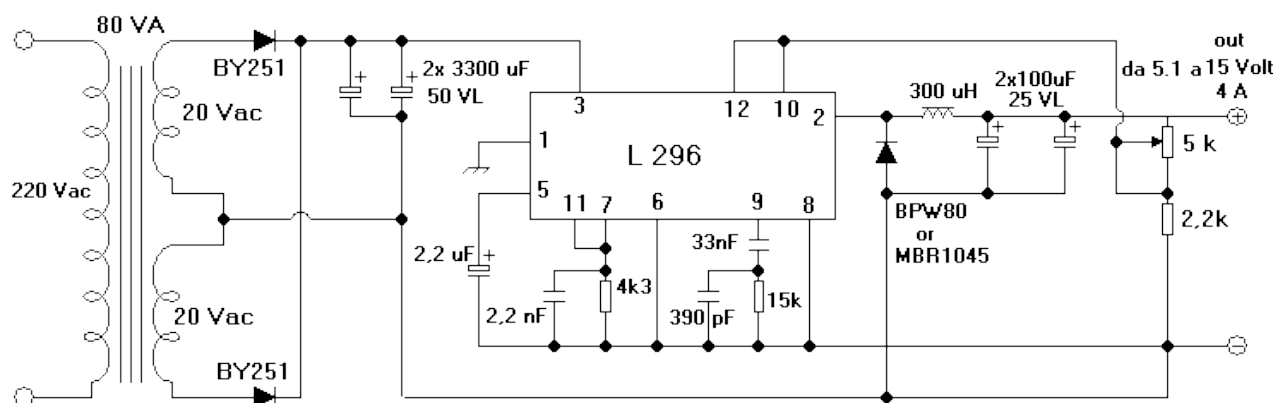 80 VA
BY251
20 Vac
220 Vac
20 Vac
BY251
2x 3300 uF
50 VL
3
12
10
2
1
L 296
5
11
7
6
9
8
2,2 uF
2,2 nF
4k3
33nF
390 pF
15k
300 uH
2x100uF
25 VL
BPW80
or
MBR1045
out
da 5.1 a 15 Volt
4 A
5 k
2,2k